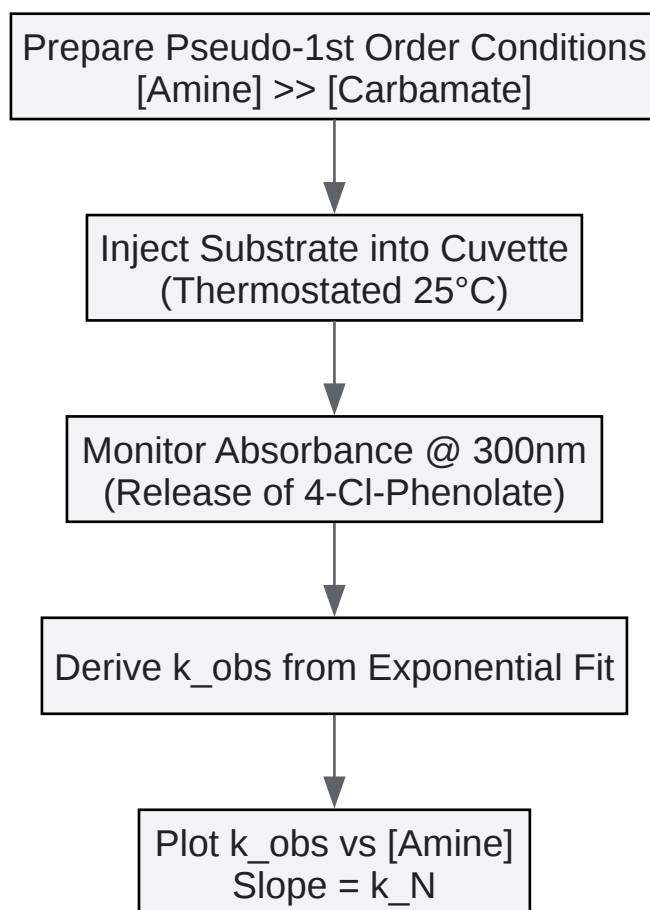 Prepare Pseudo-1st Order Conditions
[Amine] >> [Carbamate]
Inject Substrate into Cuvette
(Thermostated 25°C)
Monitor Absorbance @ 300nm
(Release of 4-Cl-Phenolate)
Derive k_obs from Exponential Fit
Plot k_obs vs [Amine]
Slope = k_N